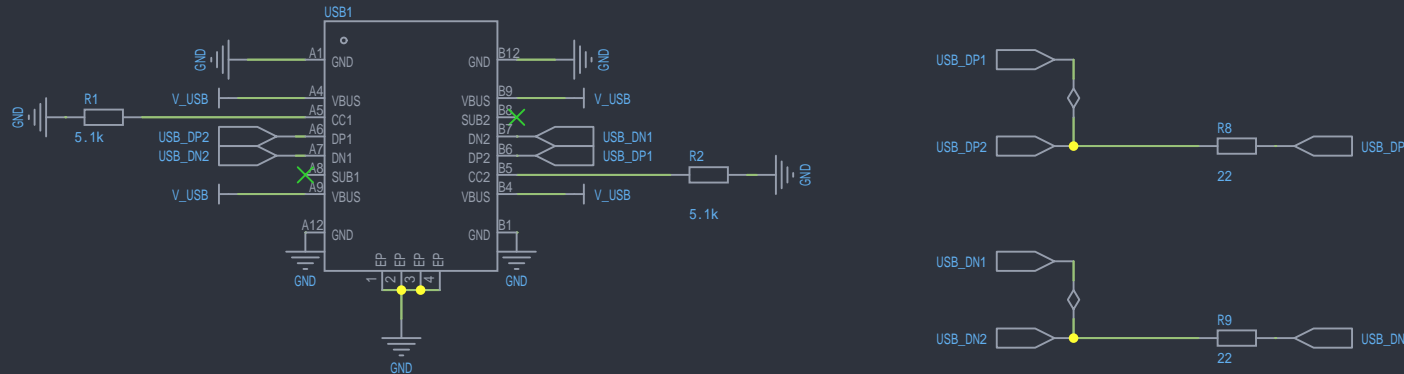 USB1
GND
A1
GND
GND
B12
GND
V_USB
A4
VBUS
VBUS
B9
V_USB
GND
R1
5.1k
A5
CC1
SUB2
B8
USB_DP2
A6
DP1
DN2
B7
USB_DN1
USB_DN2
A7
DN1
DP2
B6
USB_DP1
A8
SUB1
CC2
B5
R2
5.1k
GND
V_USB
A9
VBUS
VBUS
B4
V_USB
A12
GND
GND
B1
GND
GND
EP
EP
EP
EP
1
2
3
4
GND
USB_DP1
USB_DP2
R8
22
USB_DP
USB_DN1
USB_DN2
R9
22
USB_DN